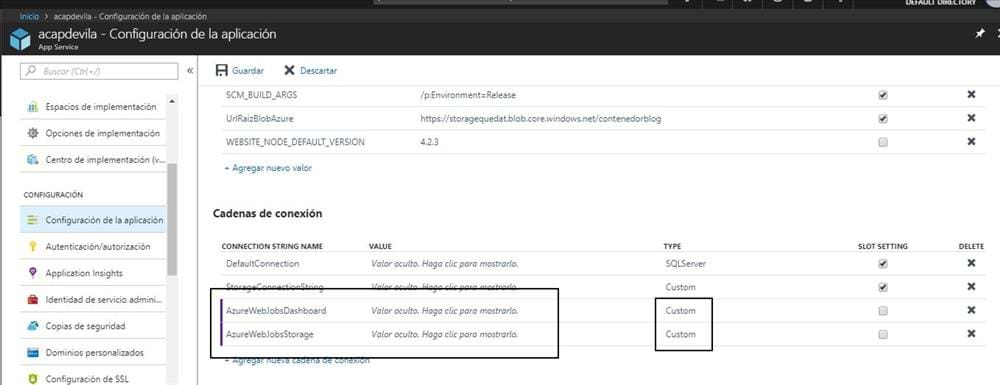 DEFAULT DIRECTORY
Inicio > acapdevila - Configuración de la aplicación
acapdevila - Configuración de la aplicación
App Service
Buscar (Ctrl+/)
«
Guardar
Descartar
Espacios de implementación
Opciones de implementación
Centro de implementación (v...
CONFIGURACIÓN
Configuración de la aplicación
Autenticación/autorización
Application Insights
Identidad de servicio admini...
Copias de seguridad
Dominios personalizados
Configuración de SSL
SCM_BUILD_ARGS /p:Environment=Release
UrlRaizBlobAzure https://storagequedat.blob.core.windows.net/contenedorblog
WEBSITE_NODE_DEFAULT_VERSION 4.2.3
+ Agregar nuevo valor
Cadenas de conexión
CONNECTION STRING NAME VALUE TYPE SLOT SETTING DELETE
DefaultConnection Valor oculto. Haga clic para mostrarlo. SQLServer
StorageConnectionString Valor oculto. Haga clic para mostrarlo. Custom
AzureWebJobsDashboard Valor oculto. Haga clic para mostrarlo. Custom
AzureWebJobsStorage Valor oculto. Haga clic para mostrarlo. Custom
+ Agregar nueva cadena de conexión